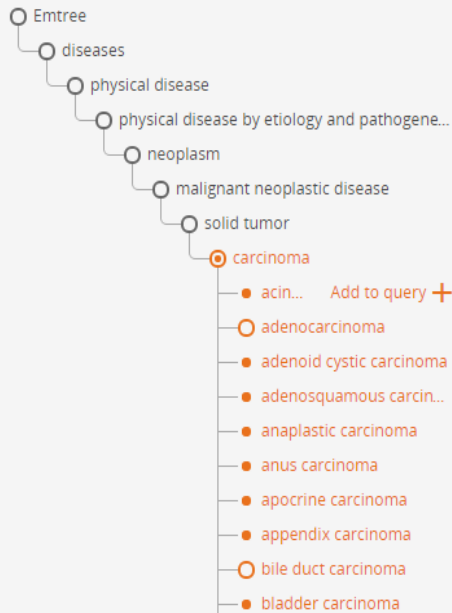 Emtree
diseases
physical disease
physical disease by etiology and pathogene...
neoplasm
malignant neoplastic disease
solid tumor
carcinoma
acin... Add to query +
adenocarcinoma
adenoid cystic carcinoma
adenosquamous carcin...
anaplastic carcinoma
anus carcinoma
apocrine carcinoma
appendix carcinoma
bile duct carcinoma
bladder carcinoma